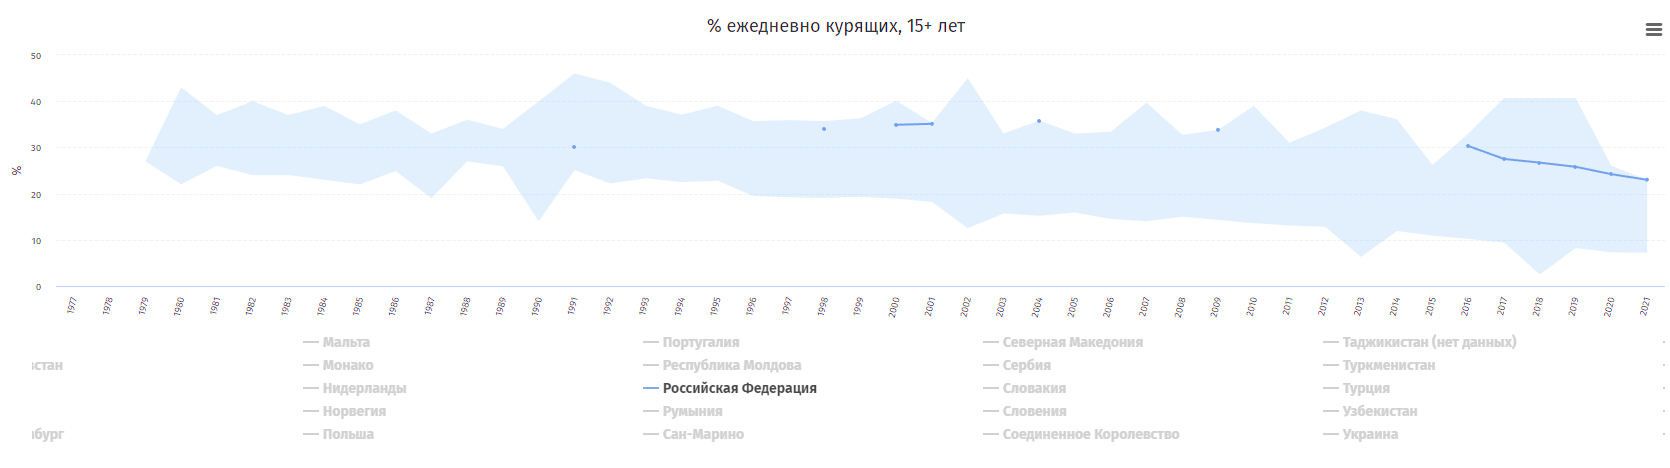 % ежедневно курящих, 15+ лет
50
40
30
20
10
0
%
1977 1978 1979 1980 1981 1982 1983 1984 1985 1986 1987 1988 1989 1990 1991 1992 1993 1994 1995 1996 1997 1998 1999 2000 2001 2002 2003 2004 2005 2006 2007 2008 2009 2010 2011 2012 2013 2014 2015 2016 2017 2018 2019 2020 2021
Мальта Португалия Северная Македония Таджикистан (нет данных)
Монако Республика Молдова Сербия Туркменистан
Нидерланды Российская Федерация Словакия Турция
Норвегия Румыния Словения Узбекистан
Польша Сан-Марино Соединенное Королевство Украина